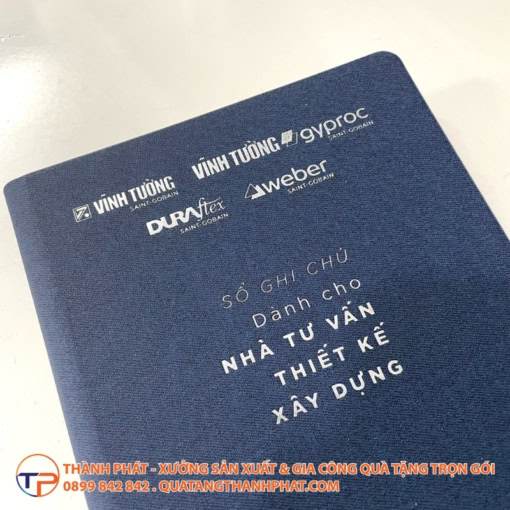 VĨNH TƯỜNG
SAINT-GOBAIN
VĨNH TƯỜNG gyproc
SAINT-GOBAIN
DURAflex
SAINT-GOBAIN
weber
SAINT-GOBAIN
SỔ GHI CHÚ
Dành cho
NHÀ TƯ VẤN
THIẾT KẾ
XÂY DỰNG
TP
THÀNH PHÁT - XƯỞNG SẢN XUẤT & GIA CÔNG QUÀ TẶNG TRỌN GÓI
0899 842 842 . QUATANGTHANHPHAT.COM